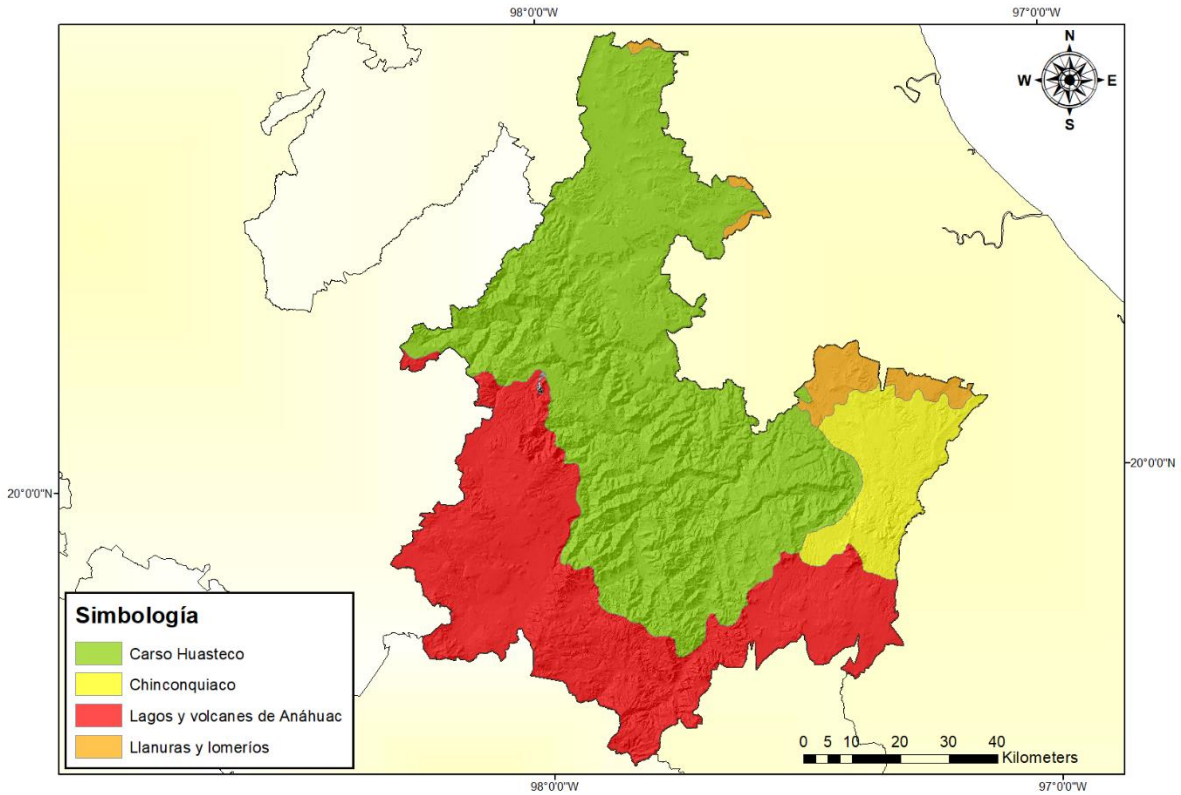 98°0'0"W 97°0'0"W
N
W E
S
20°0'0"N
20°0'0"N
Simbología
Carso Huasteco
Chinconquiaco
Lagos y volcanes de Anáhuac
Llanuras y lomeríos
0 5 10 20 30 40
Kilometers
98°0'0"W 97°0'0"W